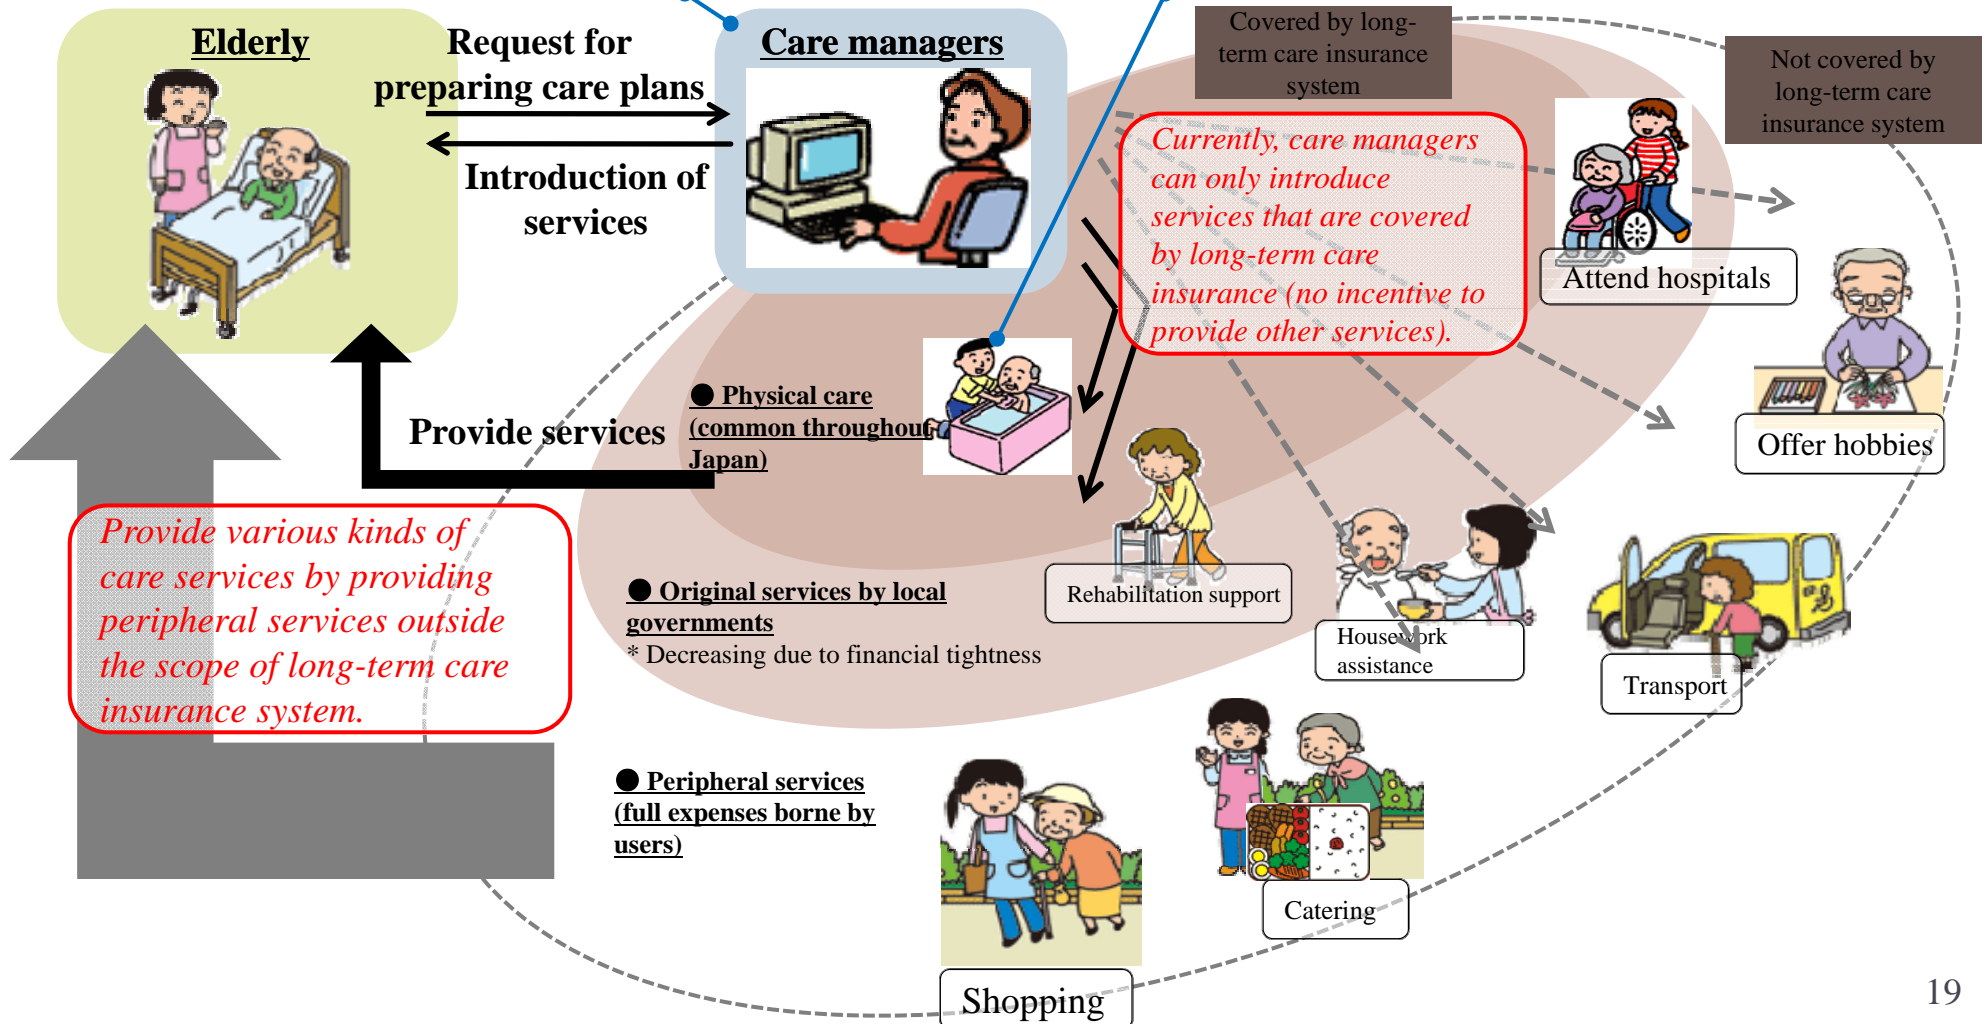 Elderly
Request for
preparing care plans
Introduction of
services
Care managers
Covered by long-
term care insurance
system
Not covered by
long-term care
insurance system
Currently, care managers
can only introduce
services that are covered
by long-term care
insurance (no incentive to
provide other services).
Attend hospitals
Offer hobbies
Provide services
● Physical care
(common throughout
Japan)
Provide various kinds of
care services by providing
peripheral services outside
the scope of long-term care
insurance system.
● Original services by local
governments
* Decreasing due to financial tightness
Rehabilitation support
Housework
assistance
Transport
● Peripheral services
(full expenses borne by
users)
Catering
Shopping
19